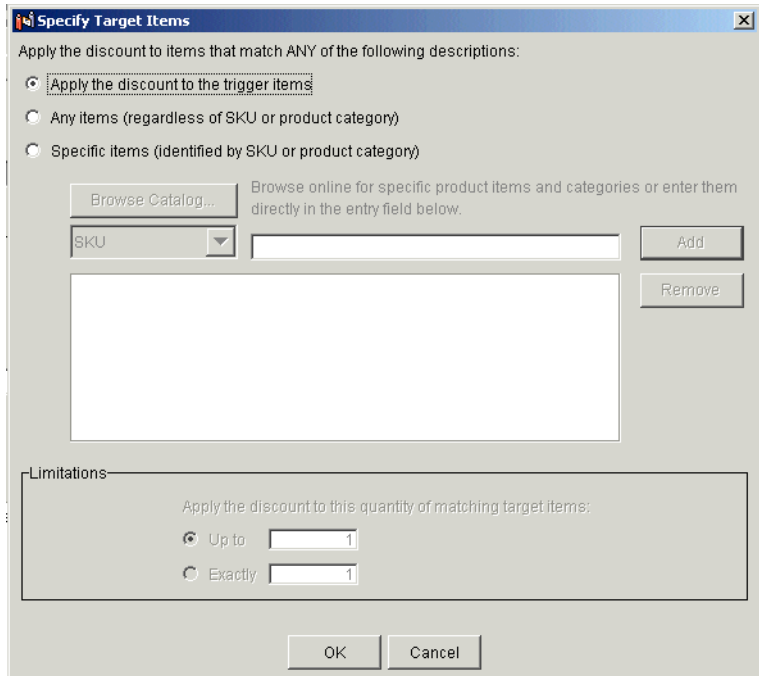 Specify Target Items
Apply the discount to items that match ANY of the following descriptions:
Apply the discount to the trigger items
Any items (regardless of SKU or product category)
Specific items (identified by SKU or product category)
Browse Catalog...
Browse online for specific product items and categories or enter them
directly in the entry field below.
SKU
Add
Remove
Limitations
Apply the discount to this quantity of matching target items:
Up to 1
Exactly 1
OK Cancel